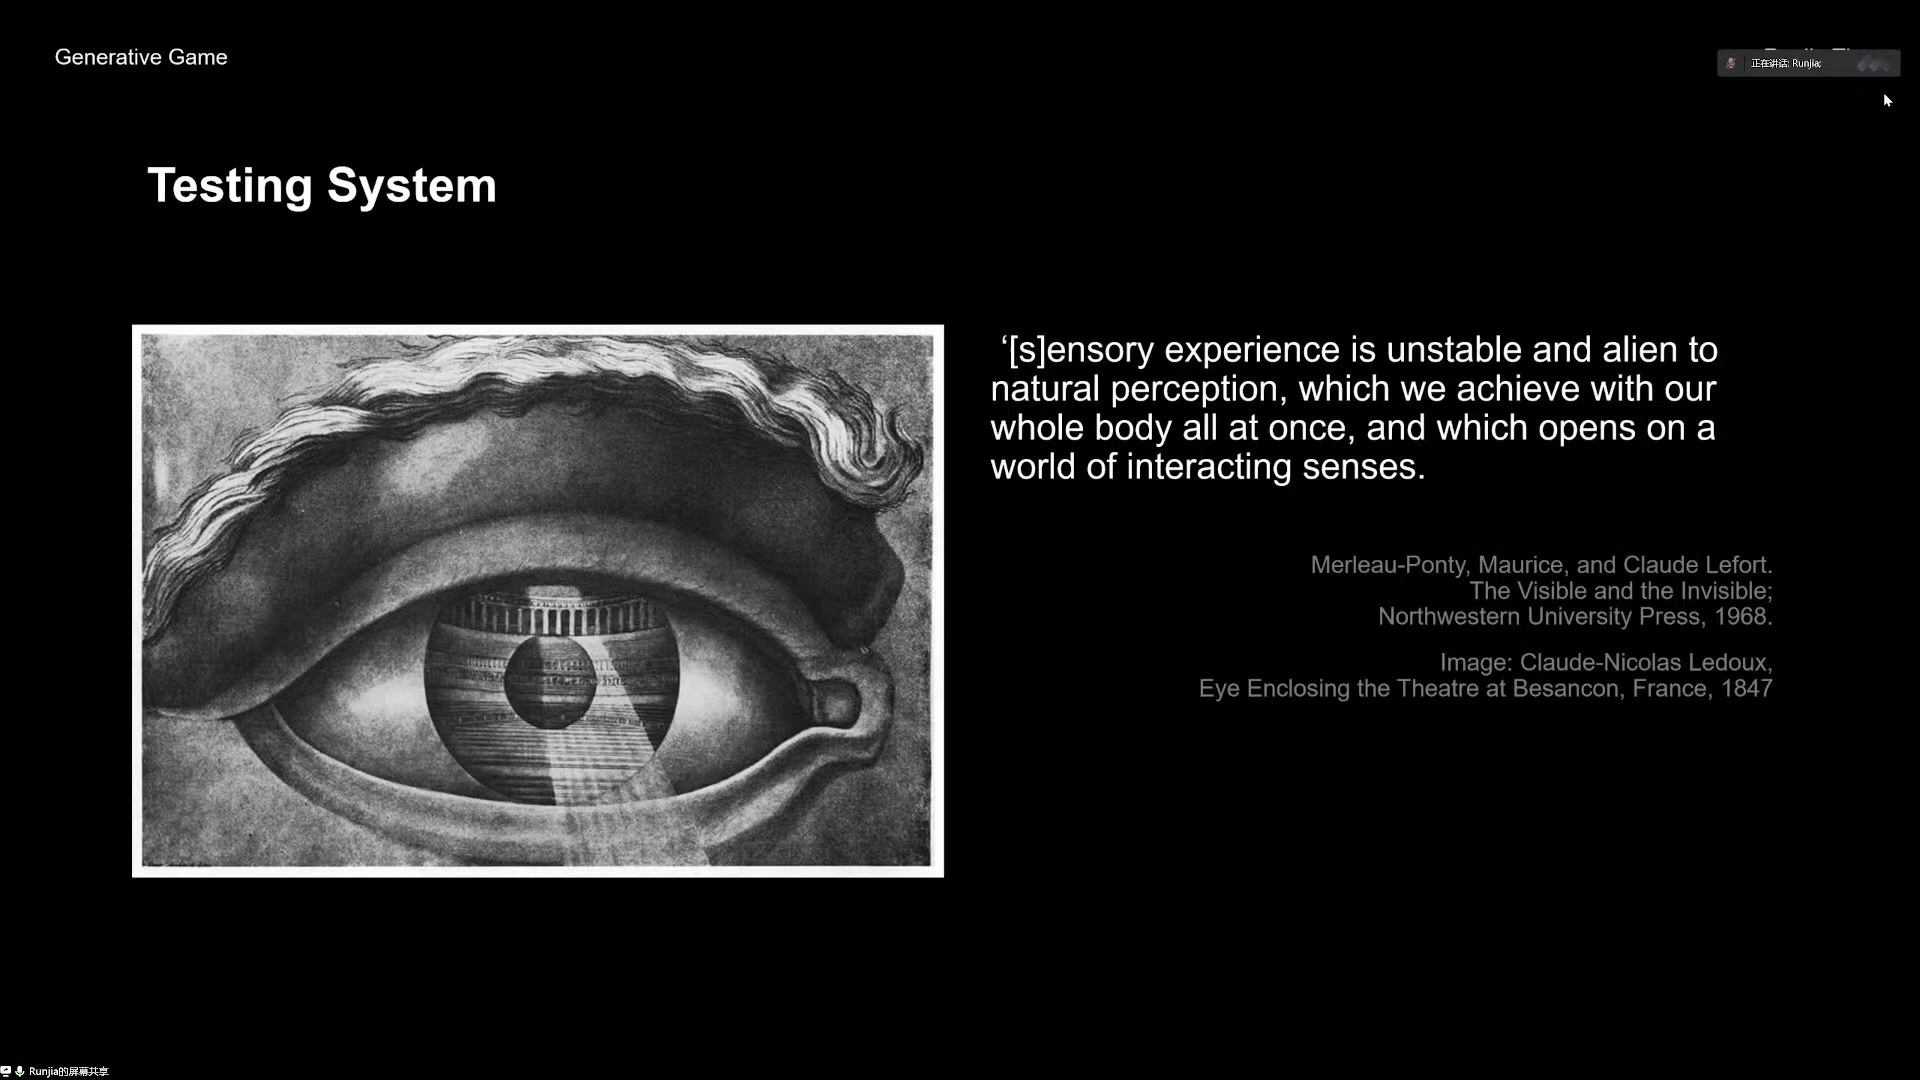 Generative Game
正在讲话: Runjia;
Testing System
‘[s]ensory experience is unstable and alien to
natural perception, which we achieve with our
whole body all at once, and which opens on a
world of interacting senses.
Merleau-Ponty, Maurice, and Claude Lefort.
The Visible and the Invisible;
Northwestern University Press, 1968.
Image: Claude-Nicolas Ledoux,
Eye Enclosing the Theatre at Besancon, France, 1847
Runjia的屏幕共享